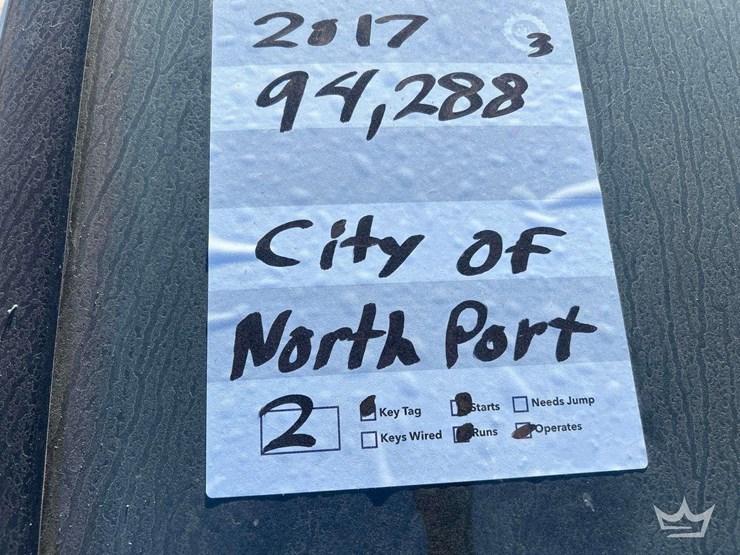 2017 3
94,288
City of
North Port
2
Key Tag Starts Needs Jump
Keys Wired Runs Operates